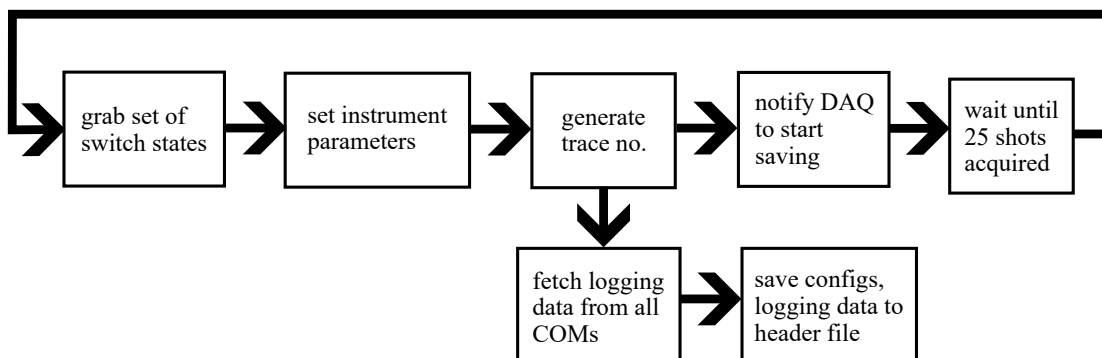 grab set of
switch states
set instrument
parameters
generate
trace no.
notify DAQ
to start
saving
wait until
25 shots
acquired
fetch logging
data from all
COMs
save configs,
logging data to
header file